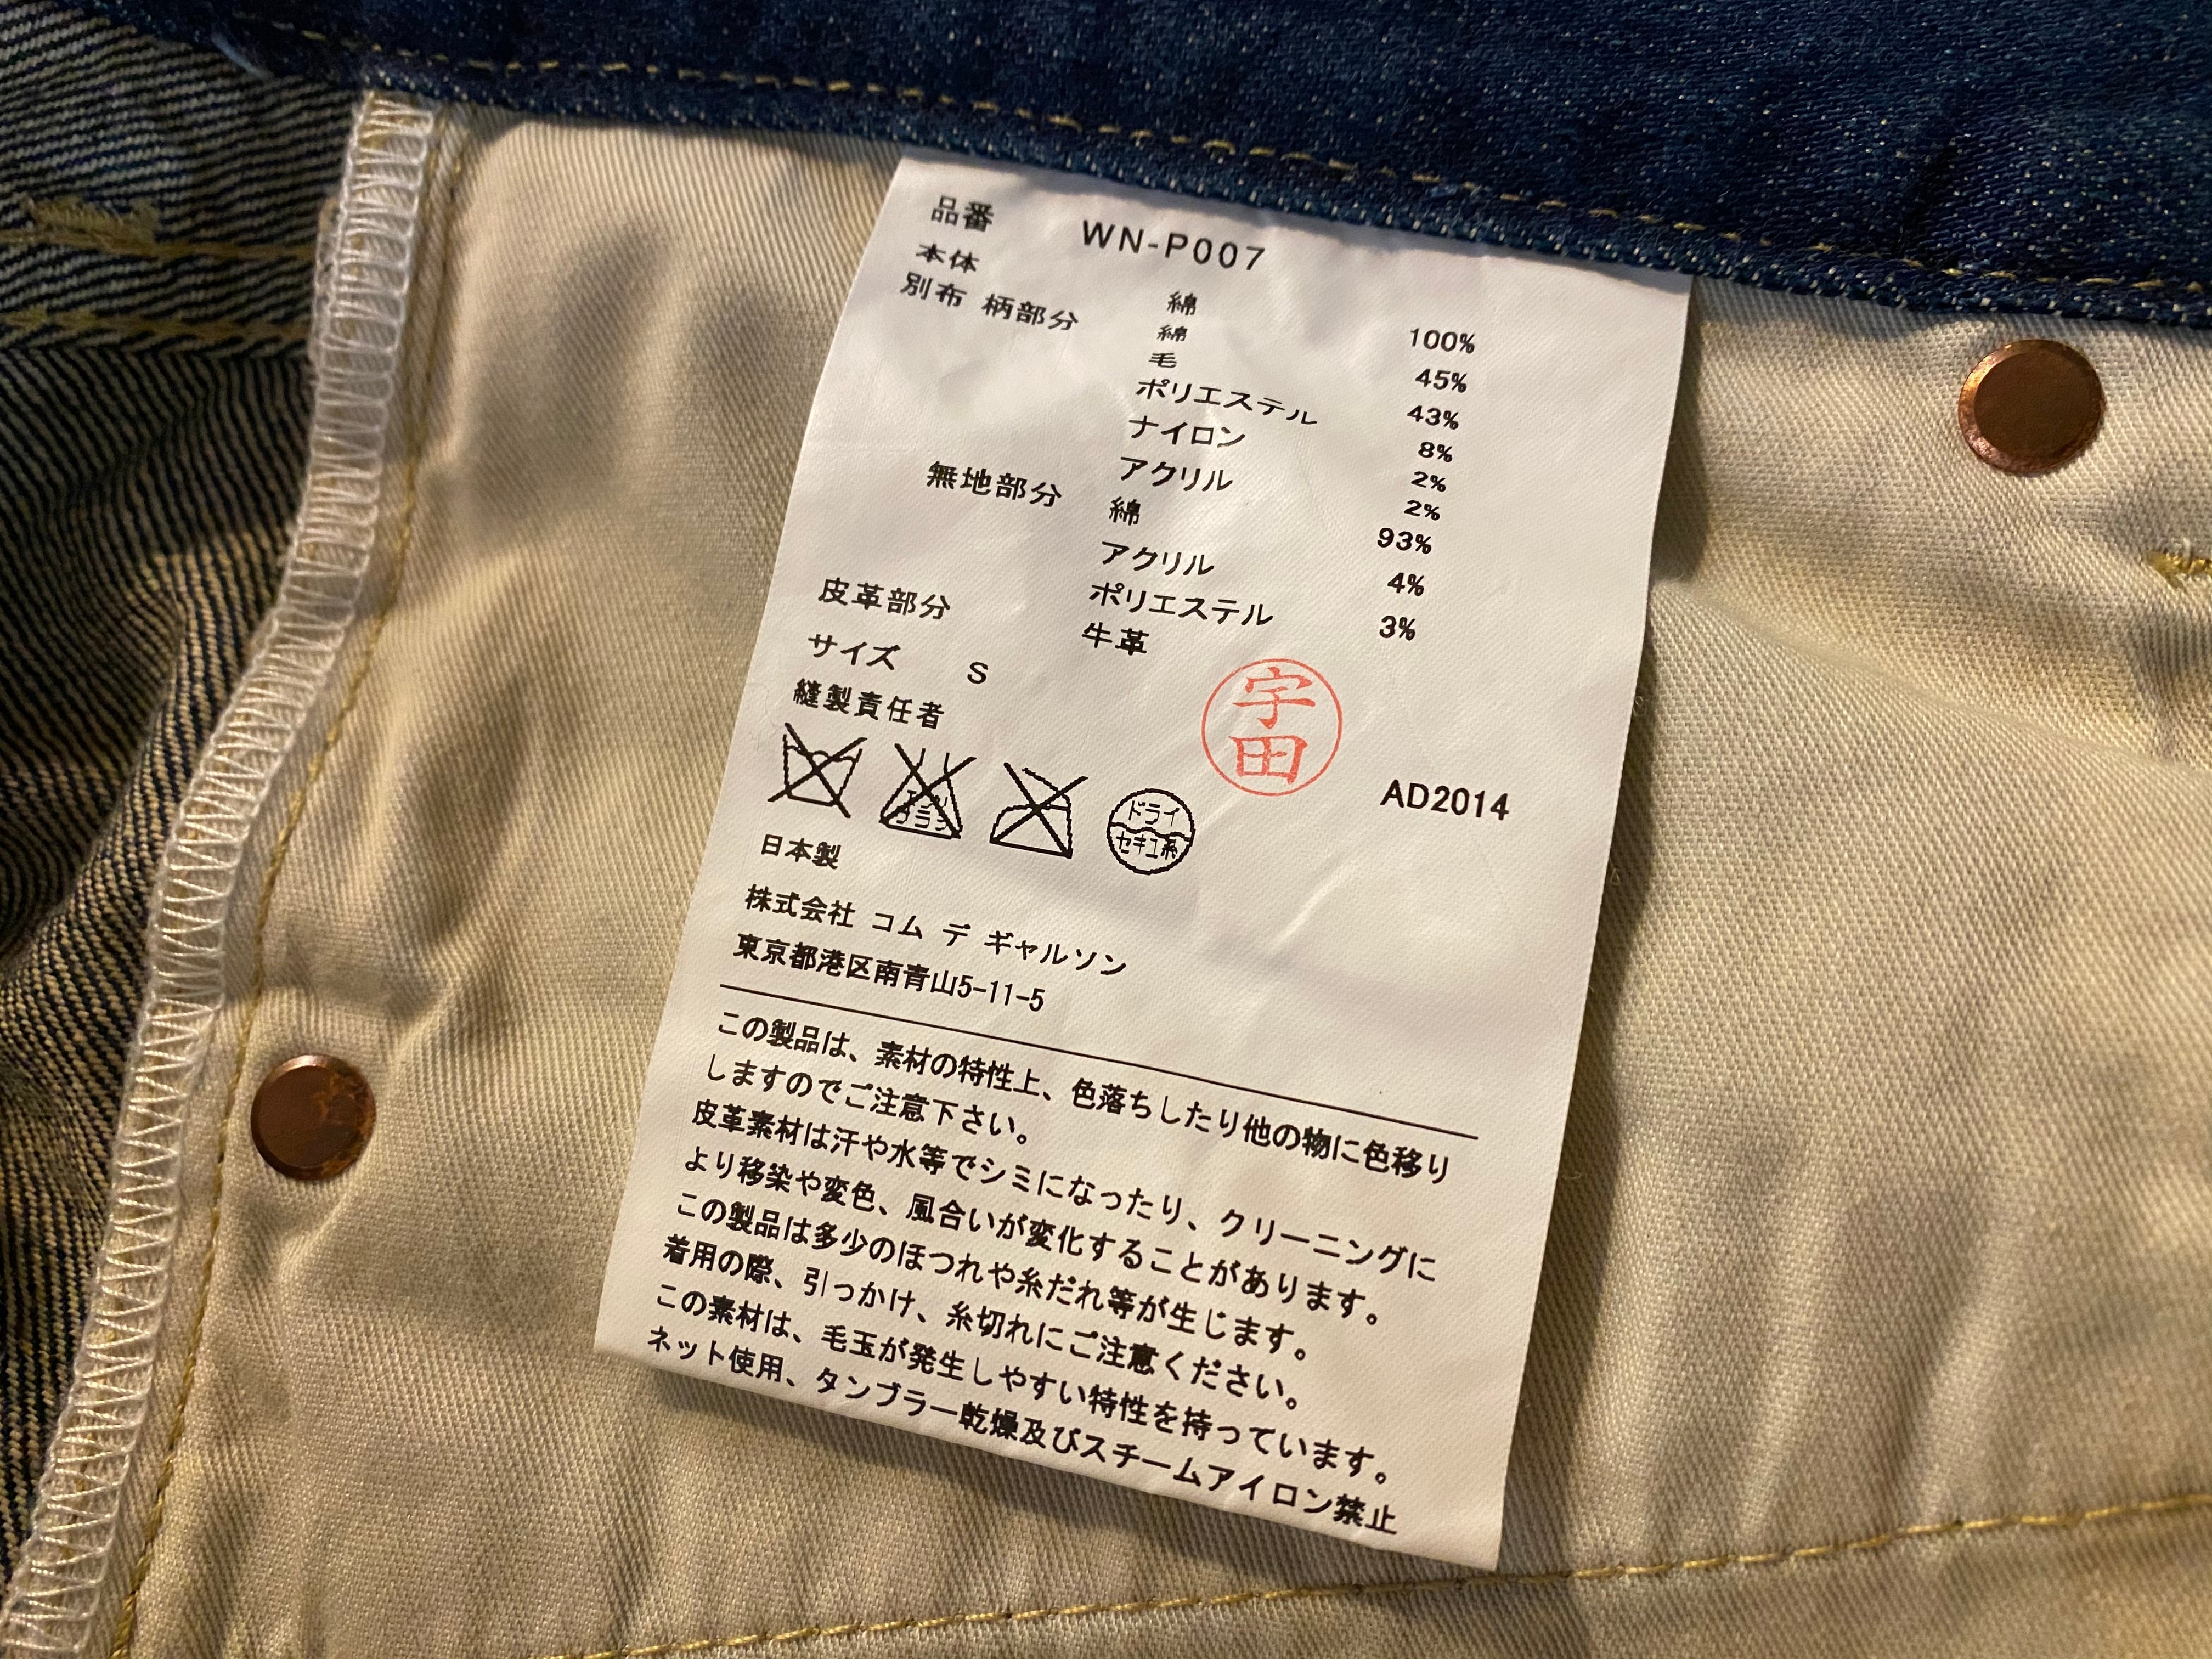 品番 WN-P007
本体 綿 100%
別布 柄部分 綿 45%
毛 43%
ポリエステル 8%
ナイロン 2%
アクリル 2%
無地部分 綿 93%
アクリル 4%
ポリエステル 3%
皮革部分 牛革
サイズ S
縫製責任者 宇田
エンソ
サラシ
ドライ
セキユ系
AD2014
日本製
株式会社 コム デ ギャルソン
東京都港区南青山5-11-5
この製品は、素材の特性上、色落ちしたり他の物に色移り
しますのでご注意下さい。
皮革素材は汗や水等でシミになったり、クリーニングに
より移染や変色、風合いが変化することがあります。
この製品は多少のほつれや糸だれ等が生じます。
着用の際、引っかけ、糸切れにご注意ください。
この素材は、毛玉が発生しやすい特性を持っています。
ネット使用、タンブラー乾燥及びスチームアイロン禁止